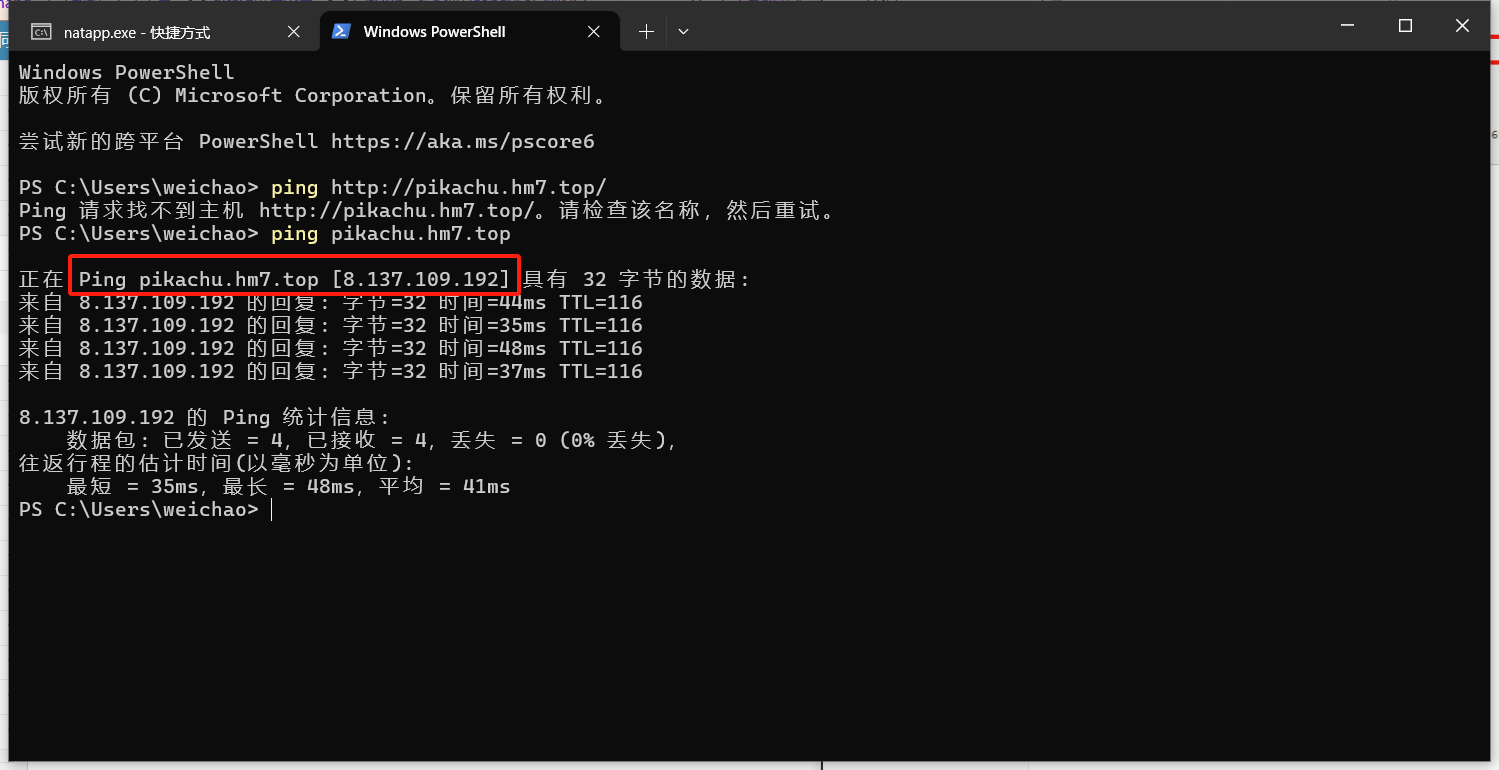 natapp.exe - 快捷方式
Windows PowerShell
Windows PowerShell
版权所有 (C) Microsoft Corporation。保留所有权利。
尝试新的跨平台 PowerShell https://aka.ms/pscore6
PS C:\Users\weichao> ping http://pikachu.hm7.top/
Ping 请求找不到主机 http://pikachu.hm7.top/。请检查该名称，然后重试。
PS C:\Users\weichao> ping pikachu.hm7.top
正在 Ping pikachu.hm7.top [8.137.109.192] 具有 32 字节的数据:
来自 8.137.109.192 的回复: 字节=32 时间=44ms TTL=116
来自 8.137.109.192 的回复: 字节=32 时间=35ms TTL=116
来自 8.137.109.192 的回复: 字节=32 时间=48ms TTL=116
来自 8.137.109.192 的回复: 字节=32 时间=37ms TTL=116
8.137.109.192 的 Ping 统计信息:
数据包: 已发送 = 4，已接收 = 4，丢失 = 0 (0% 丢失)，
往返行程的估计时间(以毫秒为单位):
最短 = 35ms，最长 = 48ms，平均 = 41ms
PS C:\Users\weichao>